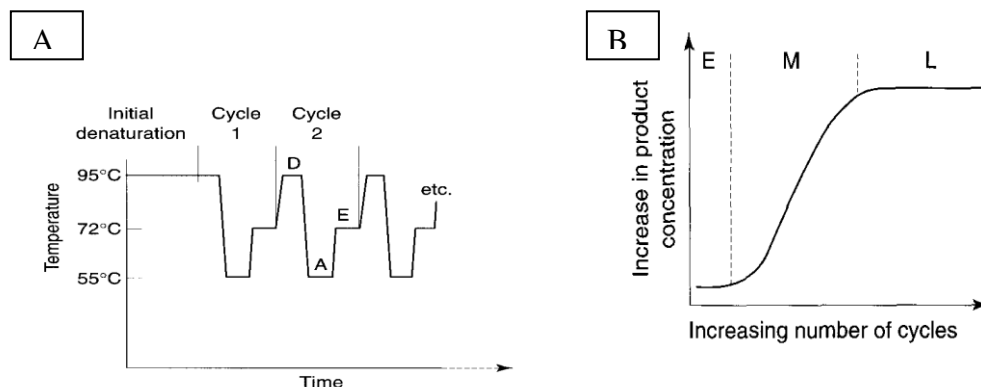 A
Initial
denaturation
Cycle
1
Cycle
2
D
95°C
etc.
E
72°C
A
55°C
Temperature
Time
B
E
M
L
Increase in product
concentration
Increasing number of cycles